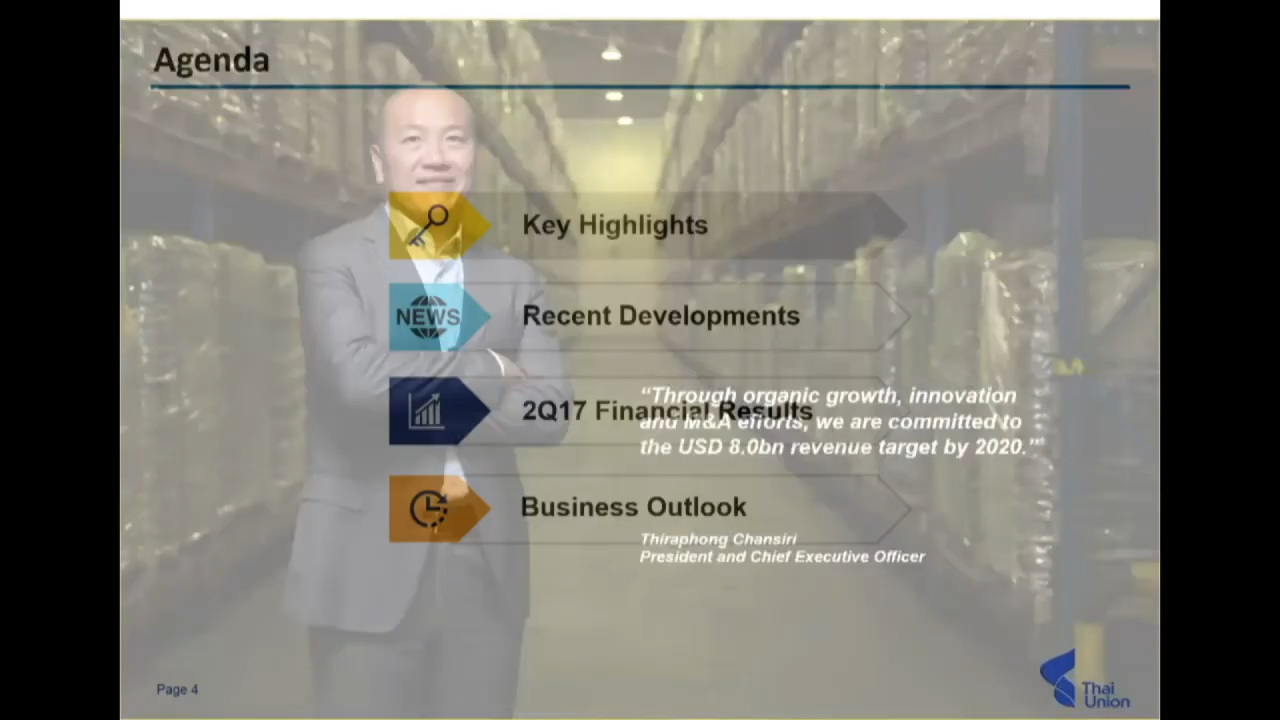 Agenda
Key Highlights
NEWS
Recent Developments
2Q17 Financial Results
“Through organic growth, innovation
and M&A efforts, we are committed to
the USD 8.0bn revenue target by 2020.”
Business Outlook
Thiraphong Chansiri
President and Chief Executive Officer
Page 4
Thai
Union